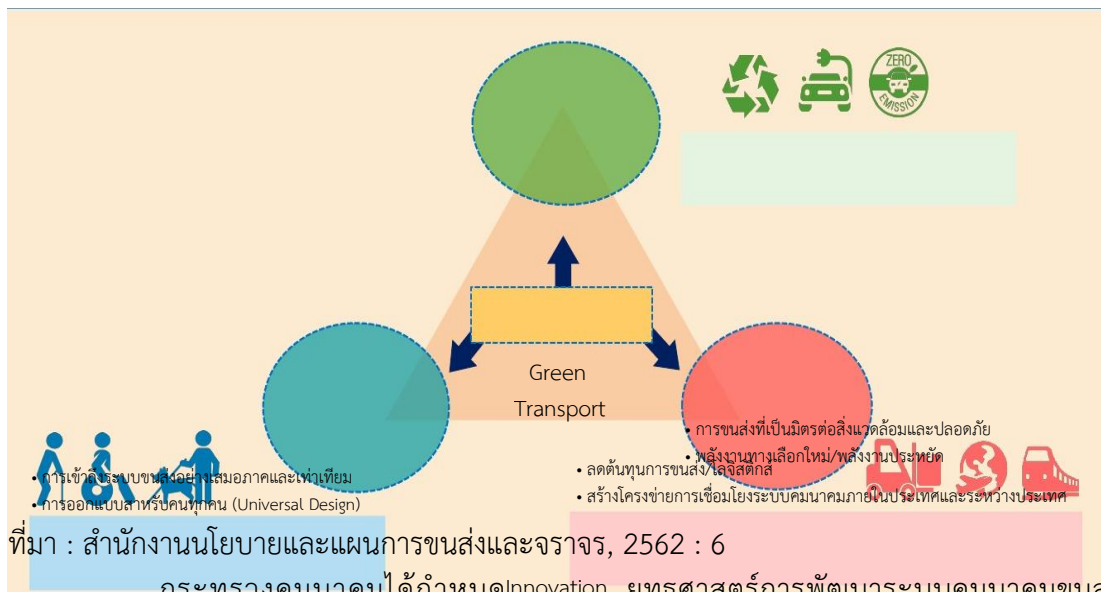 ZERO
EMISSION
Green
Transport
• การขนส่งที่เป็นมิตรต่อสิ่งแวดล้อมและปลอดภัย
• พลังงานทางเลือกใหม่/พลังงานประหยัด
• ลดต้นทุนการขนส่ง/โลจิสติกส์
• สร้างโครงข่ายการเชื่อมโยงระบบคมนาคมภายในประเทศและระหว่างประเทศ
• การเข้าถึงระบบขนส่งอย่างเสมอภาคและเท่าเทียม
• การออกแบบสำหรับคนทุกคน (Universal Design)
ที่มา : สำนักงานนโยบายและแผนการขนส่งและจราจร, 2562 : 6
กระทรวงคมนาคมได้กำหนดInnovation ยุทธศาสตร์การพัฒนาระบบคมนาคมขนส